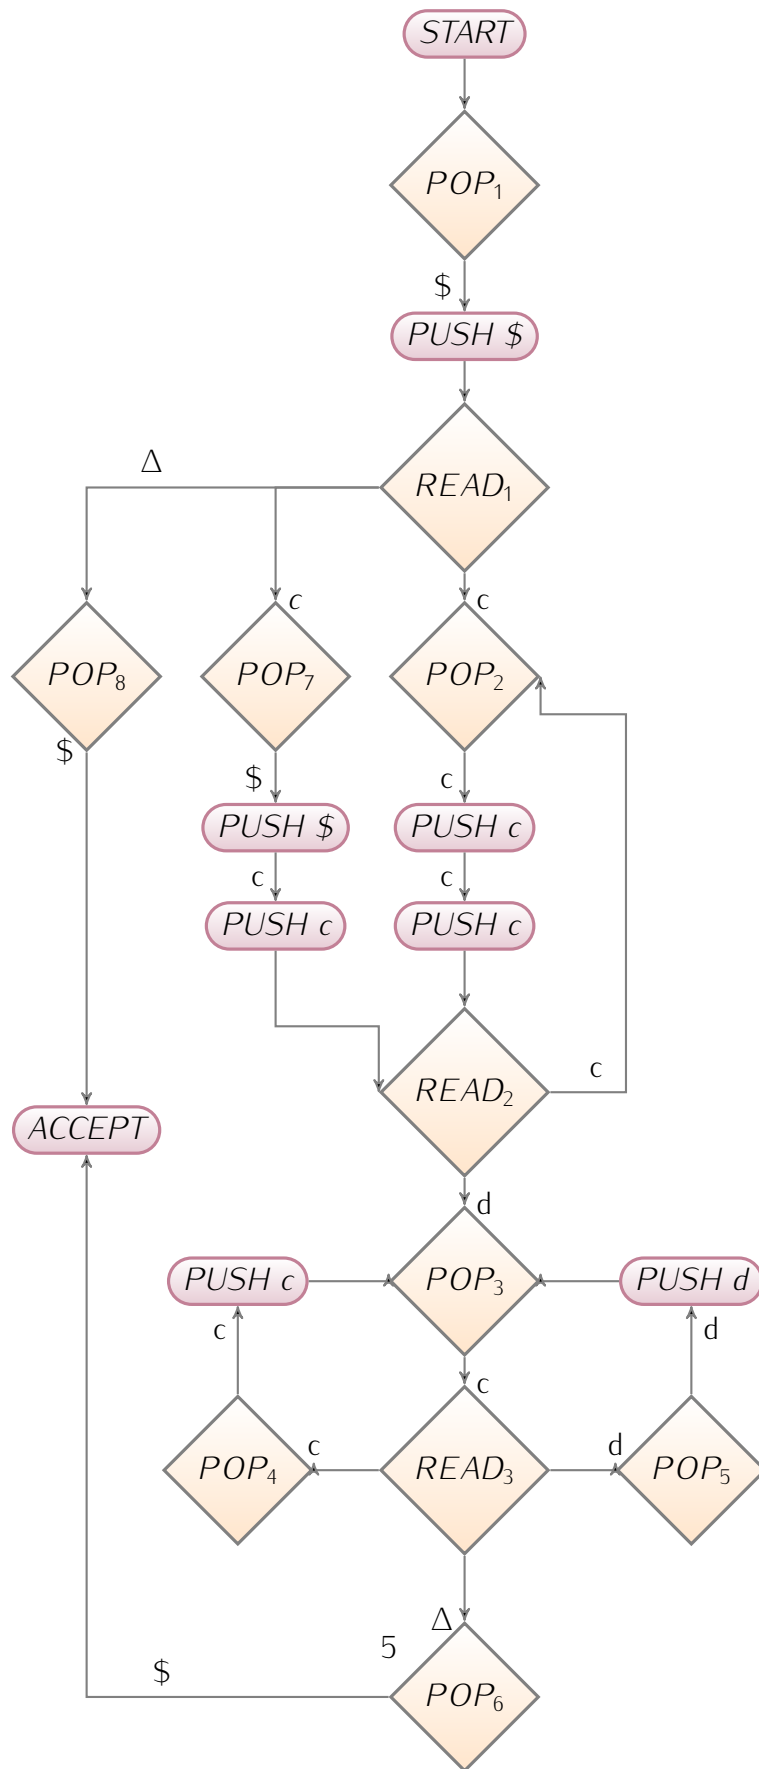 START
POP₁
$
PUSH $
READ₁
Δ
c
c
POP₈
POP₇
POP₂
$
$
c
PUSH $
PUSH c
c
c
PUSH c
PUSH c
READ₂
c
ACCEPT
d
PUSH c
POP₃
PUSH d
c
d
c
c
d
POP₄
READ₃
POP₅
Δ
5
$
POP₆